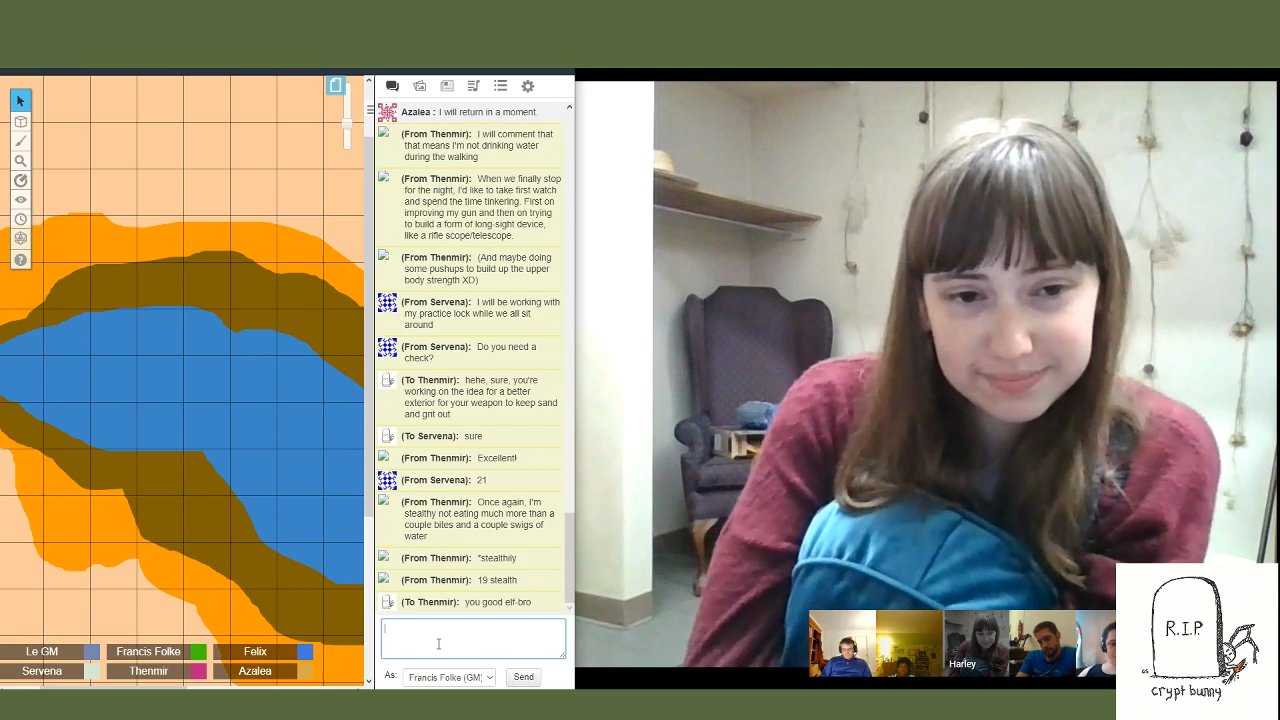 Azalea : I will return in a moment.
(From Thenmir): I will comment that
that means I'm not drinking water
during the walking
(From Thenmir): When we finally stop
for the night, I'd like to take first watch
and spend the time tinkering. First on
improving my gun and then on trying
to build a form of long-sight device,
like a rifle scope/telescope.
(From Thenmir): (And maybe doing
some pushups to build up the upper
body strength XD)
(From Servena): I will be working with
my practice lock while we all sit
around
(From Servena): Do you need a
check?
(To Thenmir): hehe, sure, you're
working on the idea for a better
exterior for your weapon to keep sand
and grit out
(To Servena): sure
(From Thenmir): Excellent!
(From Servena): 21
(From Thenmir): Once again, I'm
stealthy not eating much more than a
couple bites and a couple swigs of
water
(From Thenmir): *stealthily
(From Thenmir): 19 stealth
(To Thenmir): you good elf-bro
As: Francis Folke (GM) Send
Le GM Francis Folke Felix
Servena Thenmir Azalea
Harley
R.I.P
crypt bunny